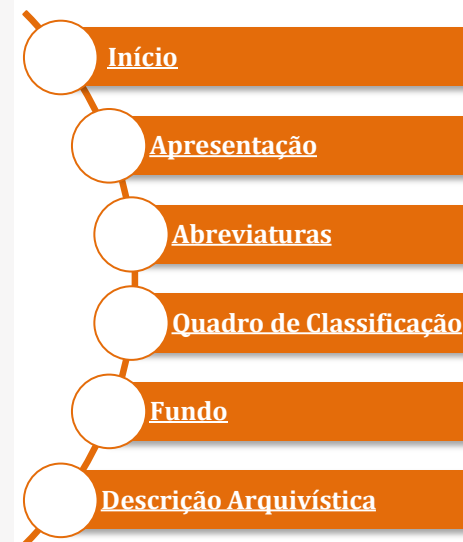 Início
Apresentação
Abreviaturas
Quadro de Classificação
Fundo
Descrição Arquivística